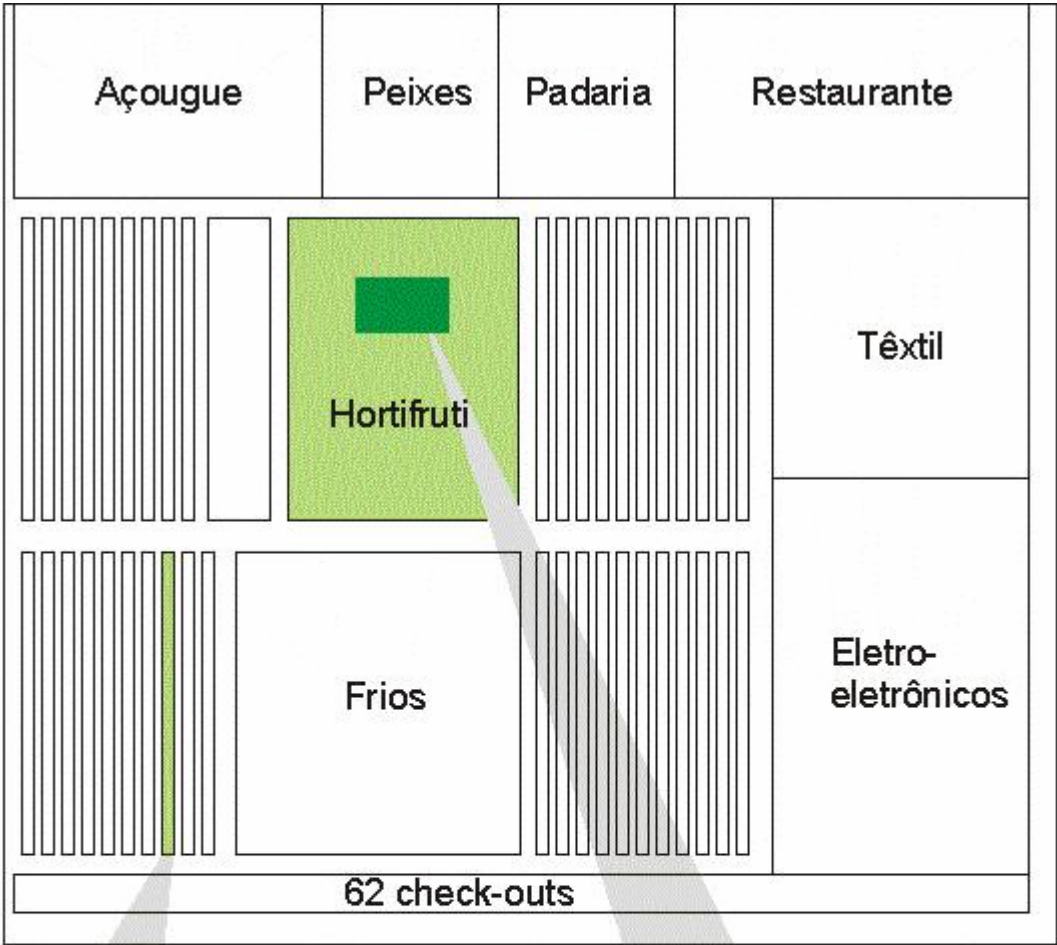 Açougue
Peixes
Padaria
Restaurante
Têxtil
Hortifruti
Eletro-
eletrônicos
Frios
62 check-outs